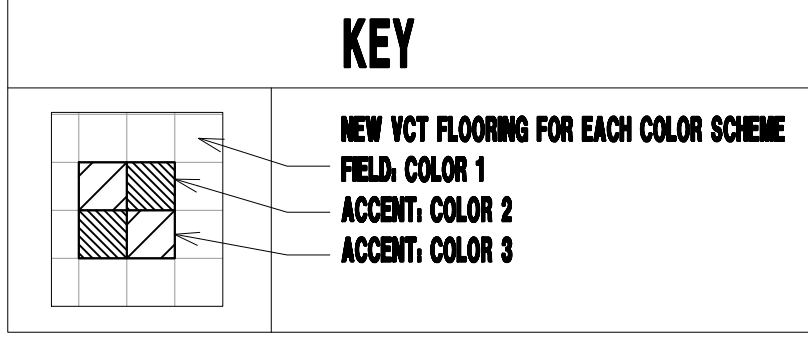 KEY
NEW VCT FLOORING FOR EACH COLOR SCHEME
FIELD: COLOR 1
ACCENT: COLOR 2
ACCENT: COLOR 3